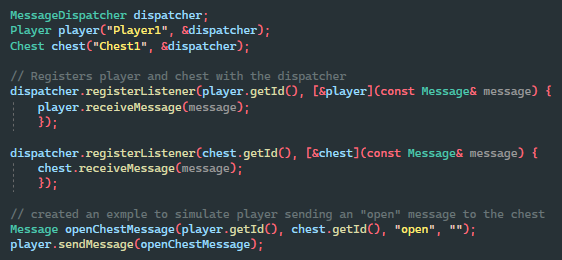 MessageDispatcher dispatcher;
Player player("Player1", &dispatcher);
Chest chest("Chest1", &dispatcher);
// Registers player and chest with the dispatcher
dispatcher.registerListener(player.getId(), [&player](const Message& message) {
player.receiveMessage(message);
});
dispatcher.registerListener(chest.getId(), [&chest](const Message& message) {
chest.receiveMessage(message);
});
// created an exmple to simulate player sending an "open" message to the chest
Message openChestMessage(player.getId(), chest.getId(), "open", "");
player.sendMessage(openChestMessage);